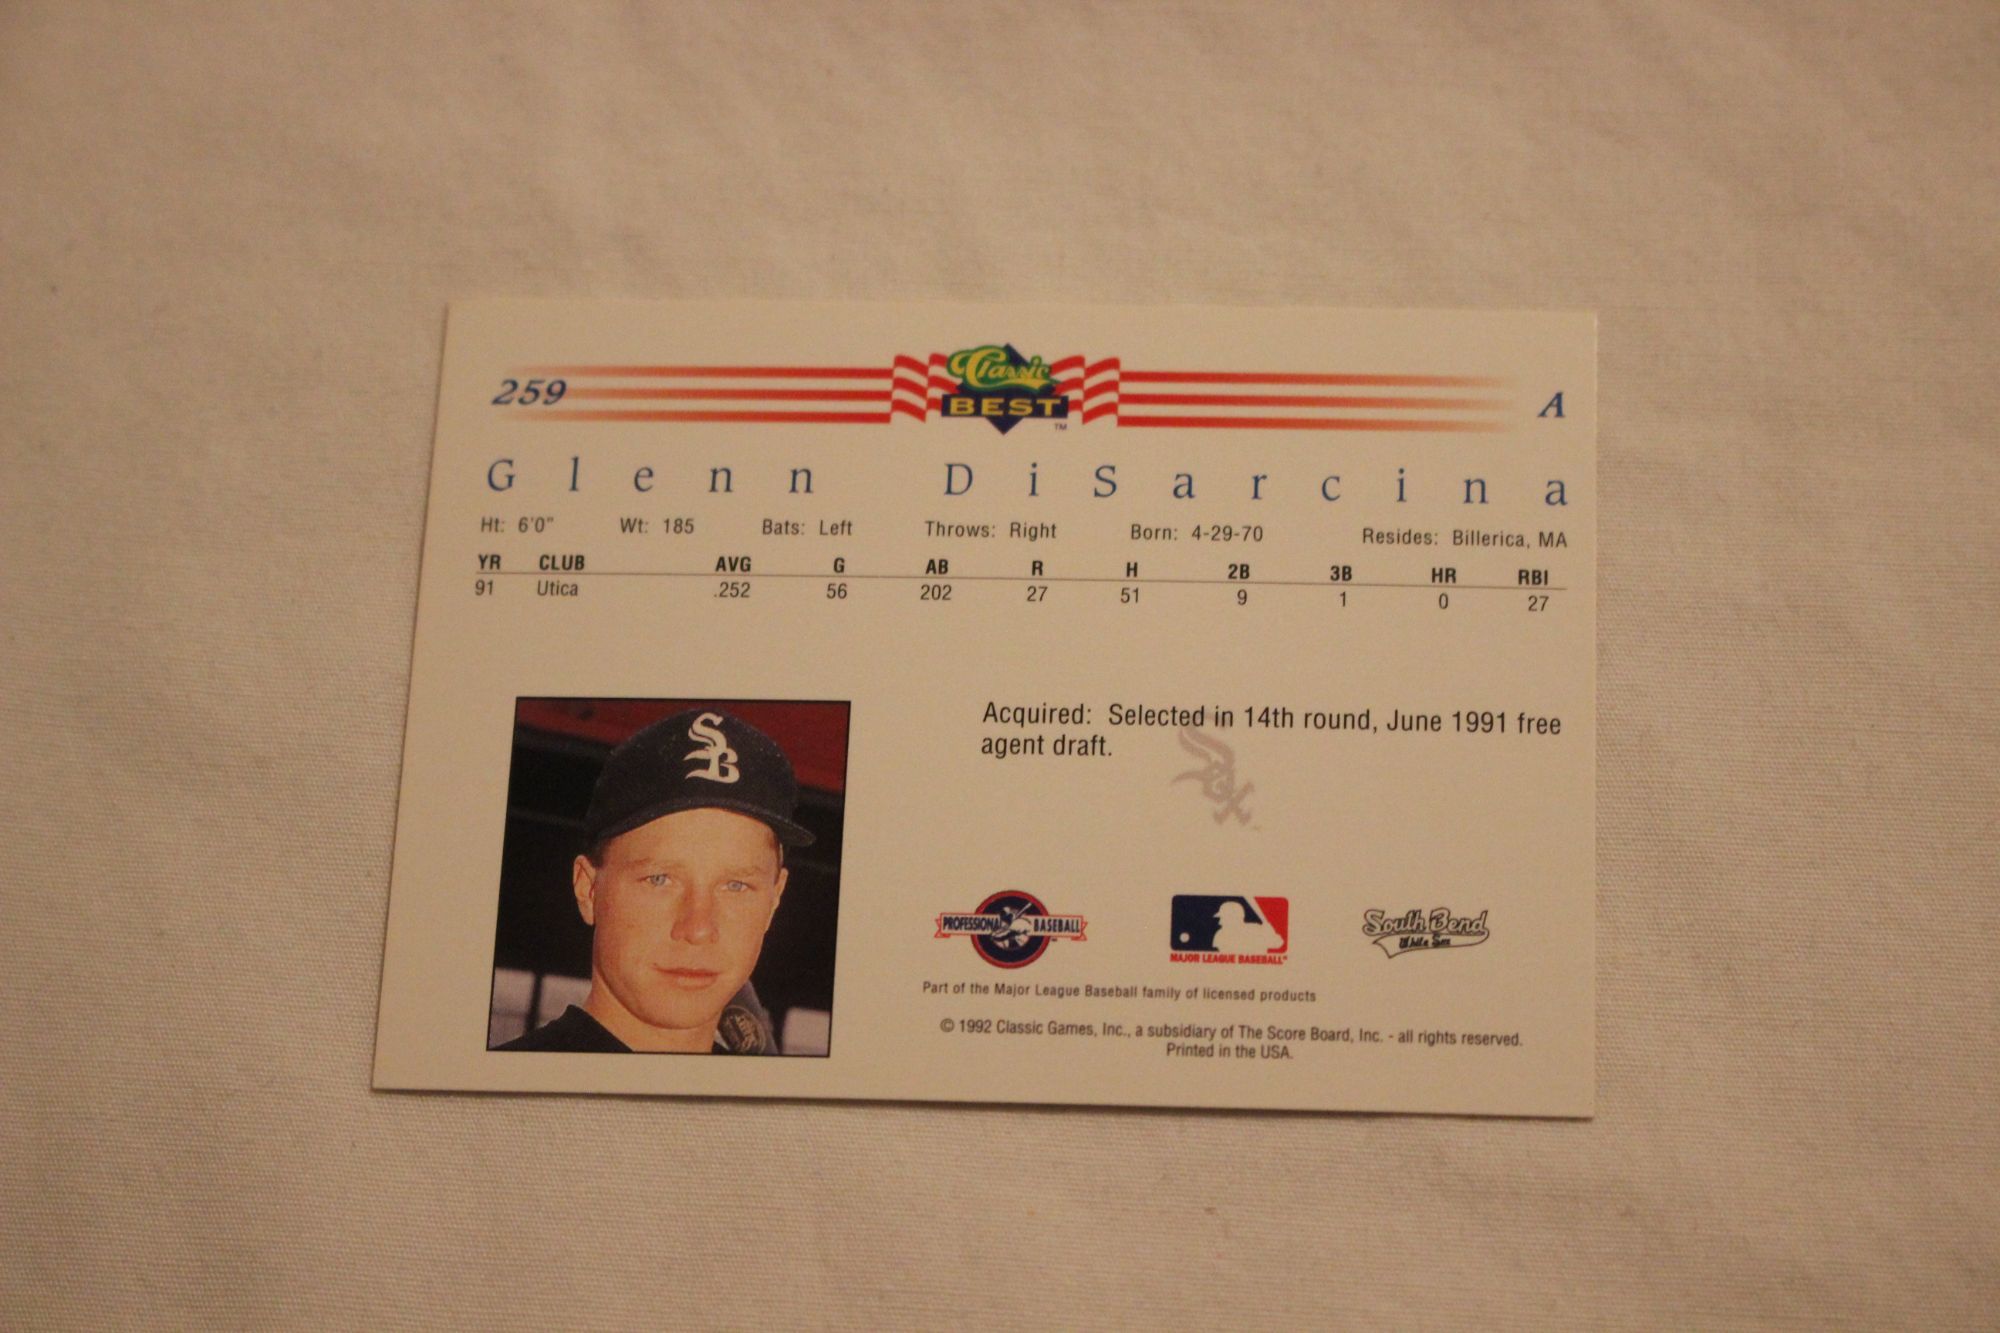 Classic
259 BEST TM A
Glenn DiSarcina
Ht: 6'0" Wt: 185 Bats: Left Throws: Right Born: 4-29-70 Resides: Billerica, MA
YR CLUB AVG G AB R H 2B 3B HR RBI
91 Utica .252 56 202 27 51 9 1 0 27
Acquired: Selected in 14th round, June 1991 free
agent draft.
Sox
SB
PROFESSIONAL BASEBALL
MAJOR LEAGUE BASEBALL
South Bend
White Sox
Part of the Major League Baseball family of licensed products
© 1992 Classic Games, Inc., a subsidiary of The Score Board, Inc. - all rights reserved.
Printed in the USA.